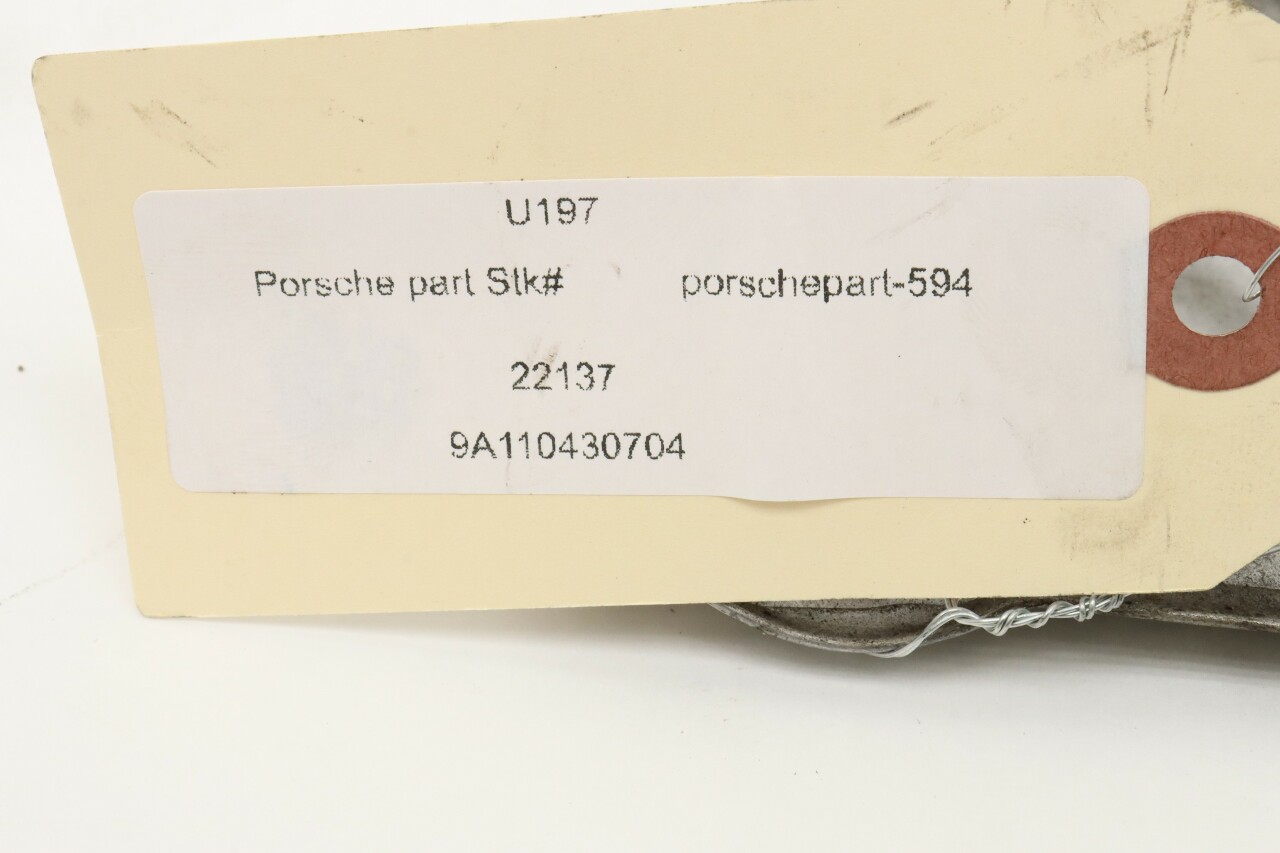 U197
Porsche part Stk# porschepart-594
22137
9A110430704